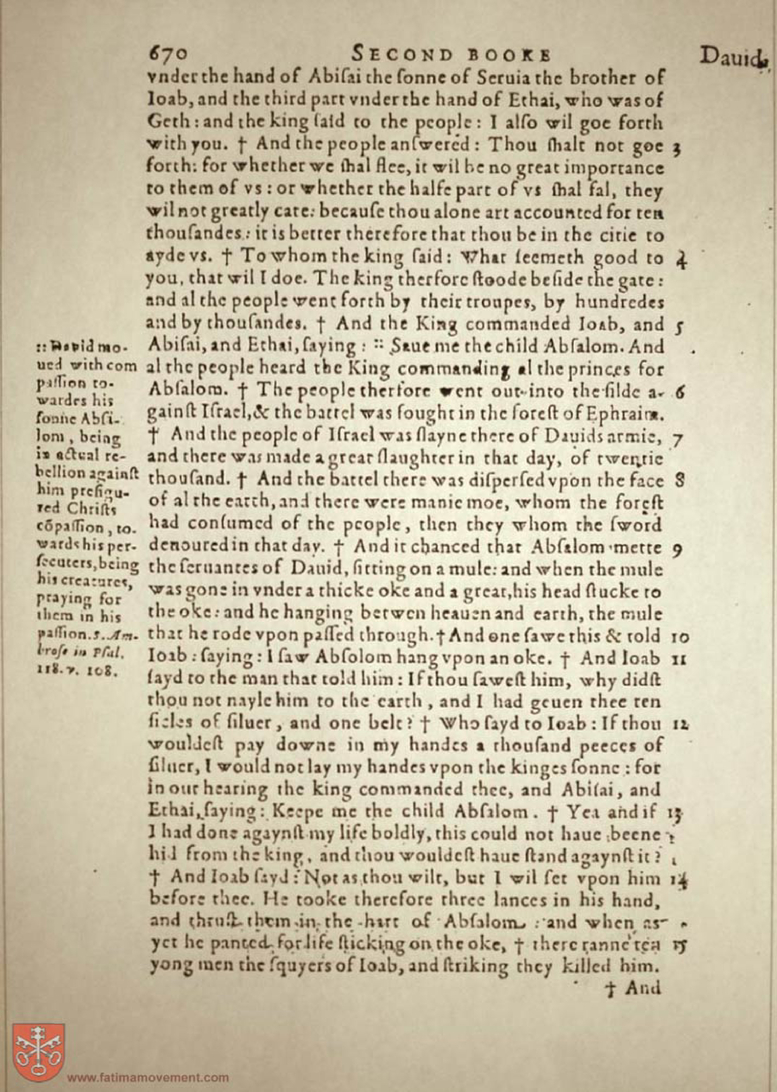 670 SECOND BOOKE Dauid.
vnder the hand of Abiſai the ſonne of Seruia the brother of
Ioab, and the third part vnder the hand of Ethai, who was of
Geth: and the king ſaid to the people: I alſo wil goe forth
with you. † And the people anſwered: Thou ſhalt not goe 3
forth: for whether we ſhal flee, it wil be no great importance
to them of vs: or whether the halfe part of vs ſhal fal, they
wil not greatly care: becauſe thou alone art accounted for ten
thouſandes: it is better therefore that thou be in the citie to
ayde vs. † To whom the king ſaid: What ſeemeth good to 4
you, that wil I doe. The king therfore ſtoode beſide the gate:
and al the people went forth by their troupes, by hundredes
and by thouſandes. † And the King commanded Ioab, and 5
Abiſai, and Ethai, ſaying: :: Saue me the child Abſalom. And
al the people heard the King commanding al the princes for
Abſalom. † The people therfore went out into the filde a- 6
gainſt Iſrael, & the battel was fought in the foreſt of Ephraim.
† And the people of Iſrael was ſlayne there of Dauids armie, 7
and there was made a great ſlaughter in that day, of twentie
thouſand. † And the battel there was diſperſed vpon the face 8
of al the earth, and there were manie moe, whom the foreſt
had conſumed of the people, then they whom the ſword
deuoured in that day. † And it chanced that Abſalom mette 9
the ſeruantes of Dauid, ſitting on a mule: and when the mule
was gone in vnder a thicke oke and a great, his head ſtucke to
the oke: and he hanging betwen heauen and earth, the mule
that he rode vpon paſſed through. † And one ſawe this & told 10
Ioab: ſaying: I ſaw Abſolom hang vpon an oke. † And Ioab 11
ſayd to the man that told him: If thou ſaweſt him, why didſt
thou not nayle him to the earth, and I had geuen thee ten
ſicles of ſiluer, and one belt? † Who ſayd to Ioab: If thou 12
wouldeſt pay downe in my handes a thouſand peeces of
ſiluer, I would not lay my handes vpon the kinges ſonne: for
in our hearing the king commanded thee, and Abiſai, and
Ethai, ſaying: Keepe me the child Abſalom. † Yea and if 13
I had done agaynſt my life boldly, this could not haue beene
hid from the king, and thou wouldeſt haue ſtand agaynſt it?
† And Ioab ſayd: Not as thou wilt, but I wil ſet vpon him 14
before thee. He tooke therefore three lances in his hand,
and thruſt them in the hart of Abſalom: and when as
yet he panted for life ſticking on the oke, † there ranne ten 15
yong men the ſquyers of Ioab, and ſtriking they killed him.
† And
:: Dauid mo-
ued with com
paſſion to-
wardes his
ſonne Abſi-
lom, being
in actual re-
bellion againſt
him prefigu-
red Chriſts
cõpaſſion, to-
wards his per-
ſecuters, being
his creatures,
praying for
them in his
paſſion. S. Am-
broſe in Pſal.
118. v. 108.
www.fatimamovement.com